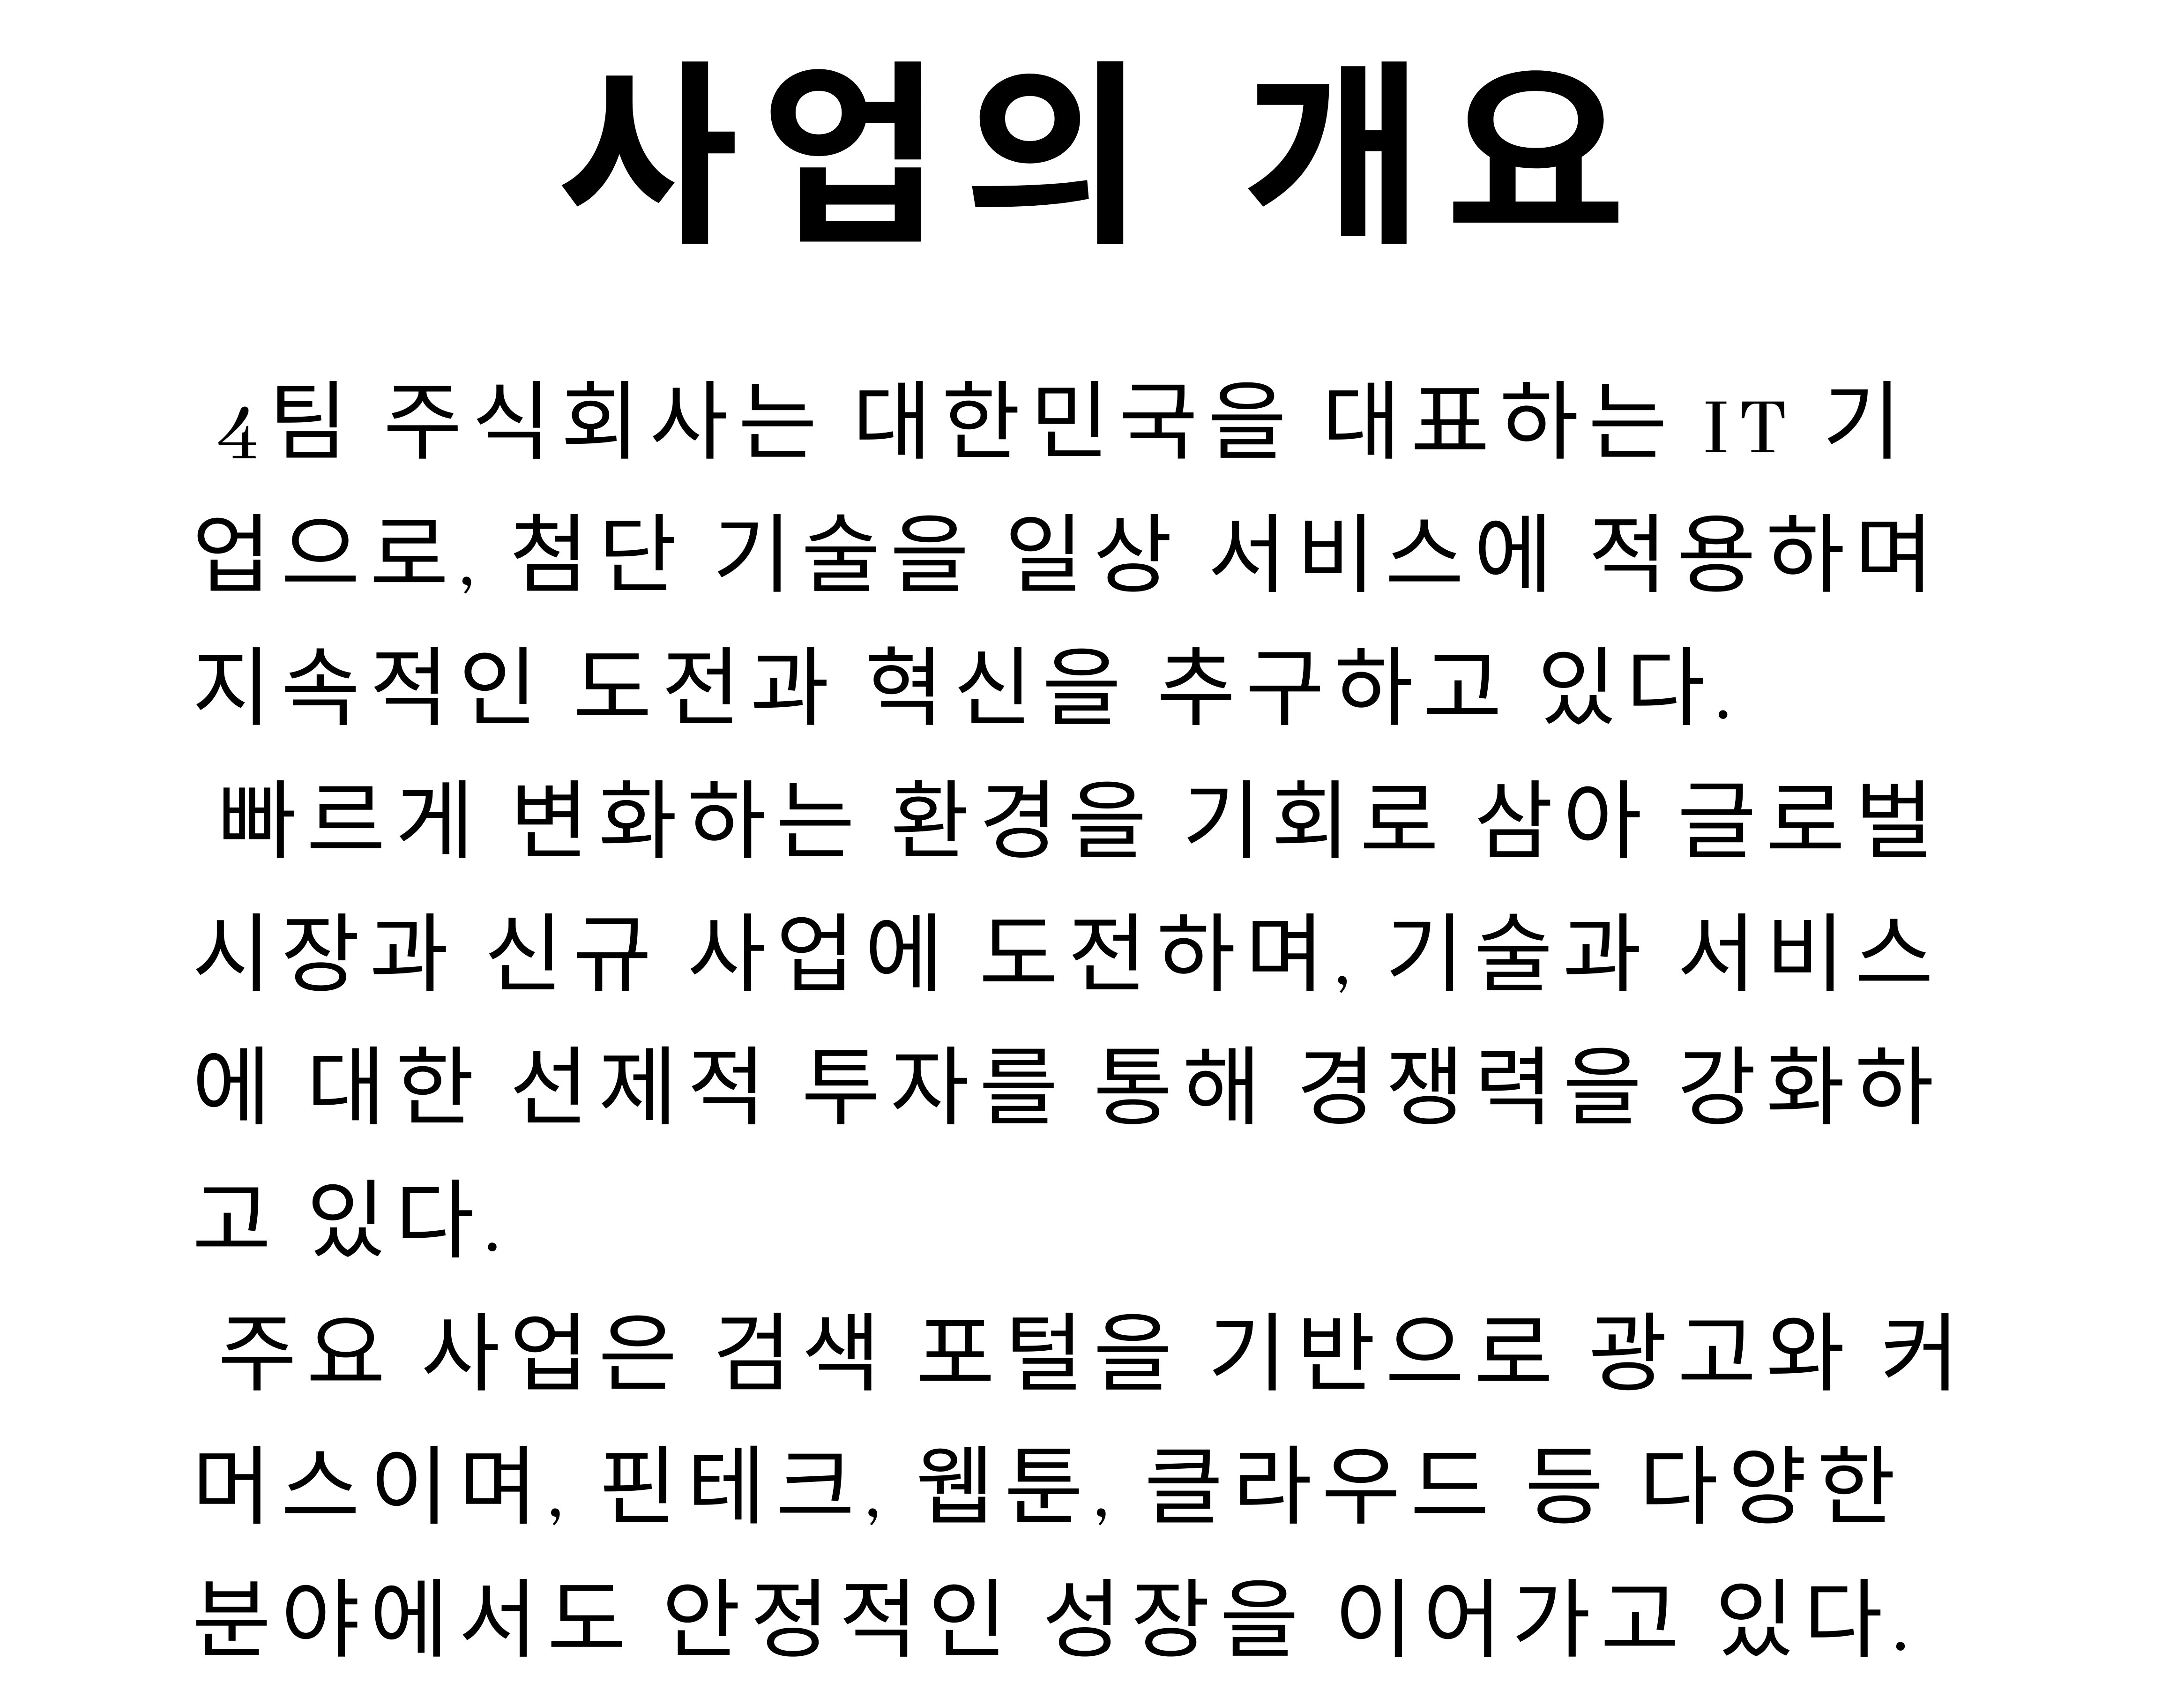 사업의 개요
4팀 주식회사는 대한민국을 대표하는 IT 기
업으로, 첨단 기술을 일상 서비스에 적용하며
지속적인 도전과 혁신을 추구하고 있다.
빠르게 변화하는 환경을 기회로 삼아 글로벌
시장과 신규 사업에 도전하며, 기술과 서비스
에 대한 선제적 투자를 통해 경쟁력을 강화하
고 있다.
주요 사업은 검색 포털을 기반으로 광고와 커
머스이며, 핀테크, 웹툰, 클라우드 등 다양한
분야에서도 안정적인 성장을 이어가고 있다.